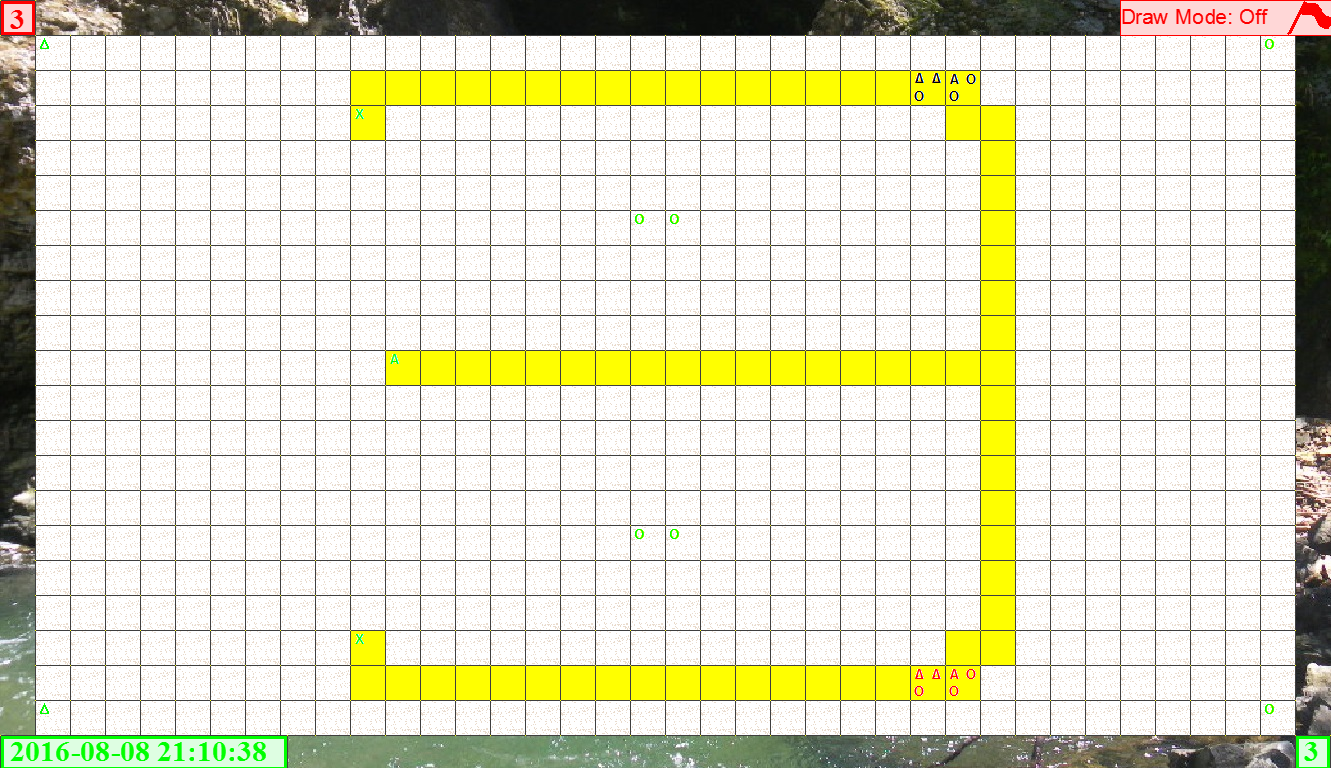 3
Draw Mode: Off
Δ O
Δ Δ A O
O O
X
O O
A
O O
X
Δ Δ A O
O O
Δ O
2016-08-08 21:10:38
3